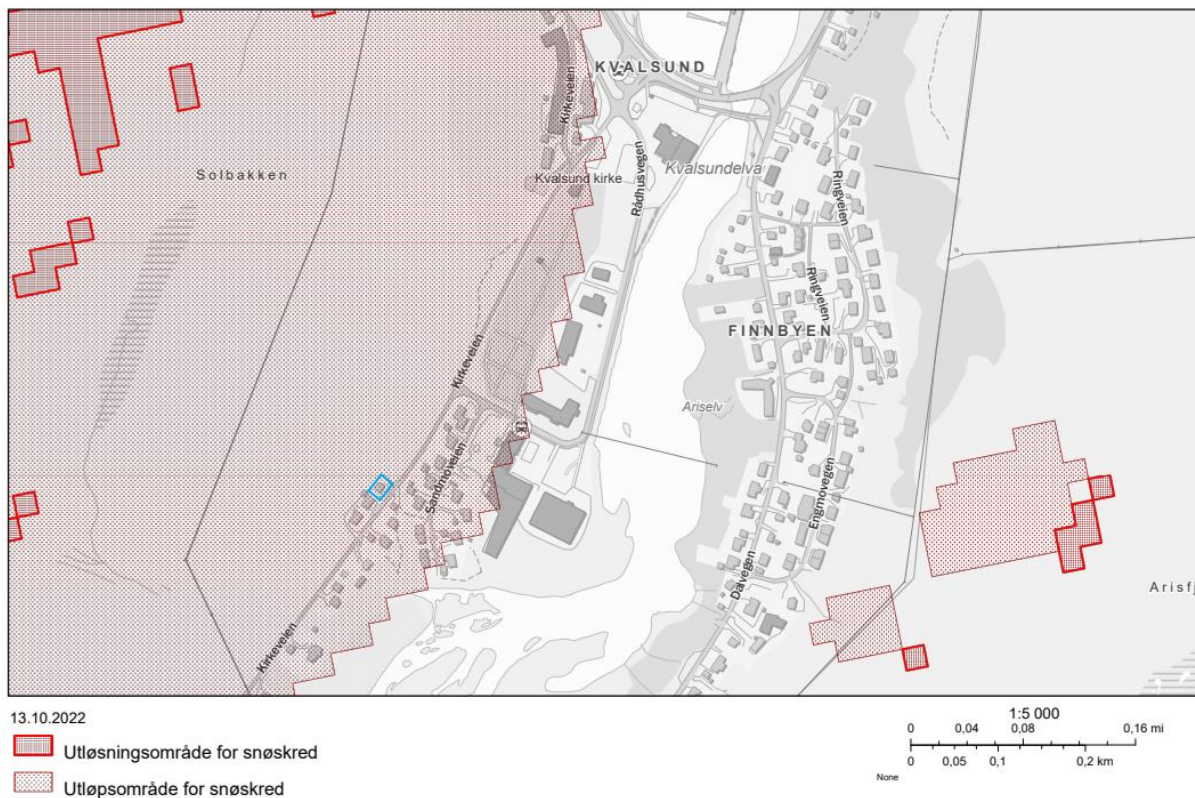 KVALSUND
Kirkeveien
Solbakken
Kvalsund kirke
Rådhusvegen
Kvalsundelva
Ringveien
Ringveien
FINNBYEN
Kirkeveien
Ariselv
Sandmoveien
Engmovegen
Dalvegen
Arisfj
Kirkeveien
13.10.2022
Utløsningsområde for snøskred
Utløpsområde for snøskred
1:5 000
0 0,04 0,08 0,16 mi
0 0,05 0,1 0,2 km
None